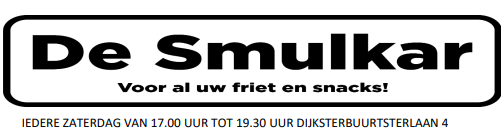 De Smulkar
Voor al uw friet en snacks!
IEDERE ZATERDAG VAN 17.00 UUR TOT 19.30 UUR DIJKSTERBUURTSTERLAAN 4